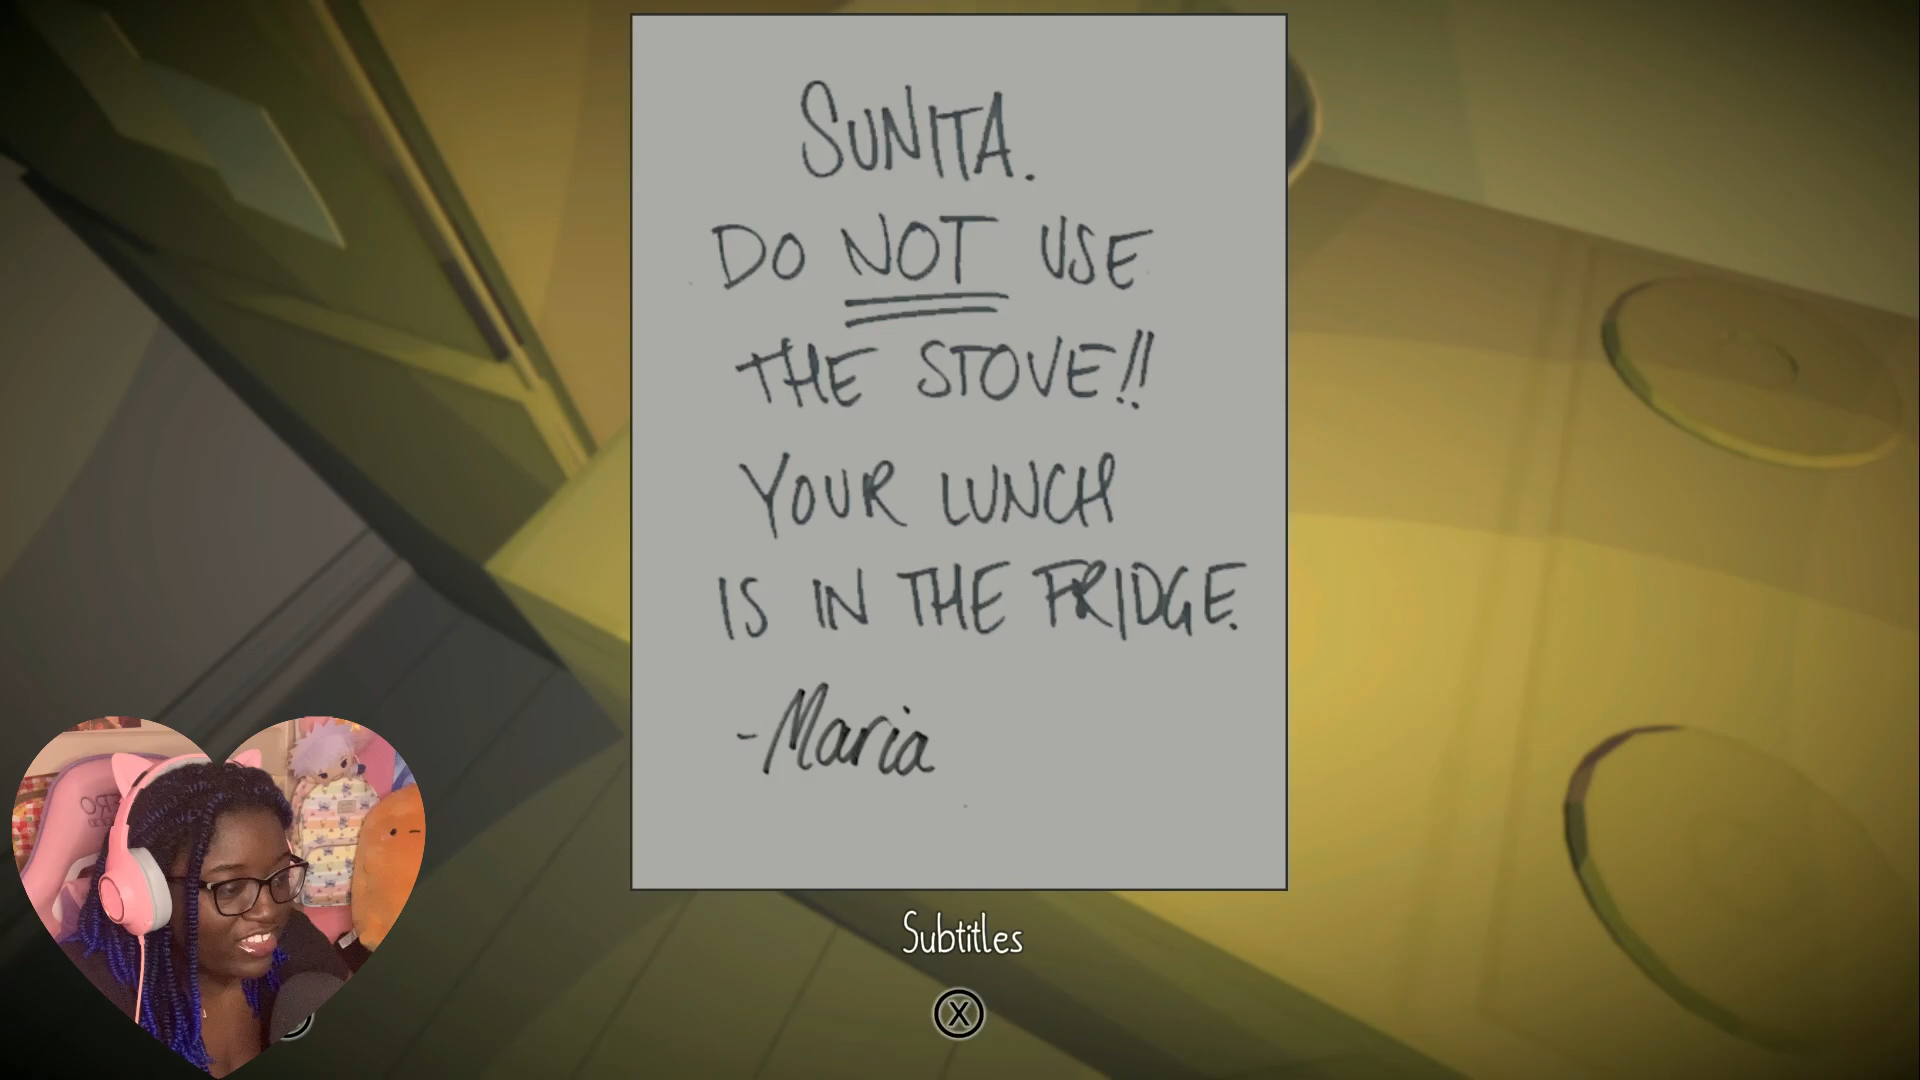 SUNITA.
DO NOT USE
THE STOVE!!
YOUR LUNCH
IS IN THE FRIDGE.
-Maria
Subtitles
X